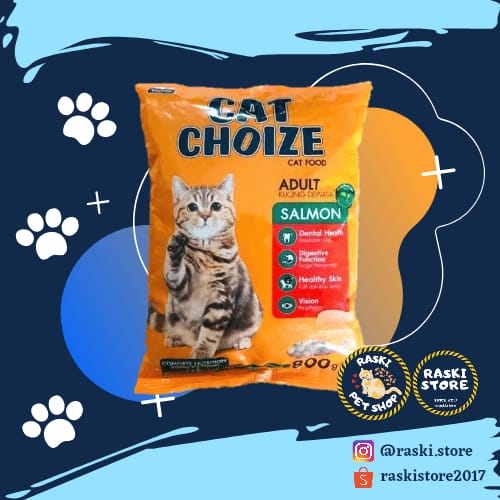 CAT
CHOIZE
CAT FOOD
ADULT
KUCING DEWASA
SALMON
Dental Health
Digestive
Function
Healthy Skin
Vision
COMPLETE NUTRITION
800g
RASKI
PET SHOP
RASKI
STORE
@raski.store
raskistore2017